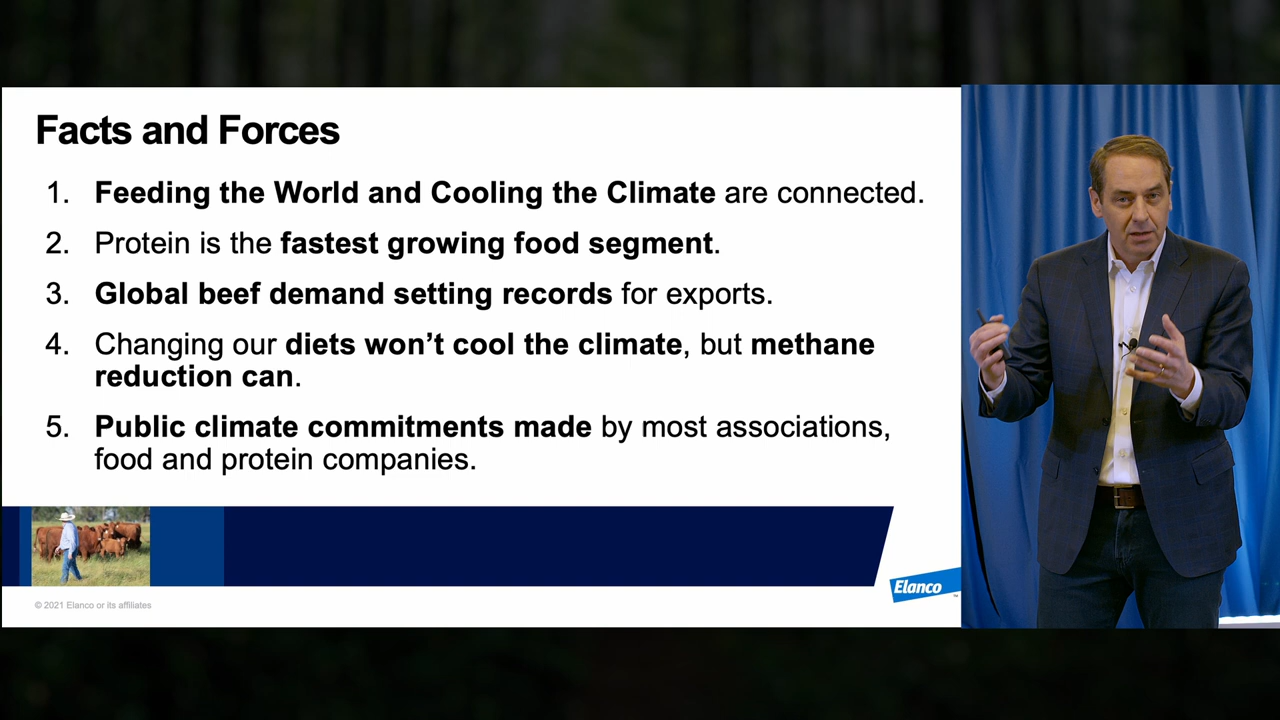 Facts and Forces
1. Feeding the World and Cooling the Climate are connected.
2. Protein is the fastest growing food segment.
3. Global beef demand setting records for exports.
4. Changing our diets won’t cool the climate, but methane
reduction can.
5. Public climate commitments made by most associations,
food and protein companies.
Elanco
™
© 2021 Elanco or its affiliates